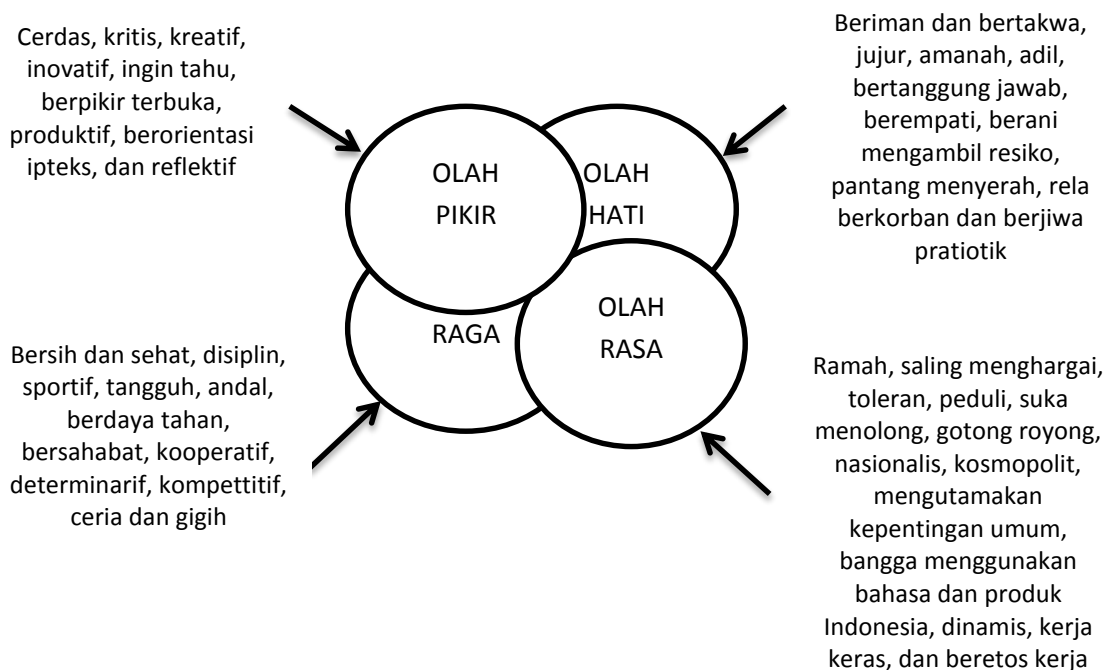 Cerdas, kritis, kreatif,
inovatif, ingin tahu,
berpikir terbuka,
produktif, berorientasi
ipteks, dan reflektif
Beriman dan bertakwa,
jujur, amanah, adil,
bertanggung jawab,
berempati, berani
mengambil resiko,
pantang menyerah, rela
berkorban dan berjiwa
pratiotik
OLAH
PIKIR
OLAH
HATI
RAGA
OLAH
RASA
Bersih dan sehat, disiplin,
sportif, tangguh, andal,
berdaya tahan,
bersahabat, kooperatif,
determinarif, kompettitif,
ceria dan gigih
Ramah, saling menghargai,
toleran, peduli, suka
menolong, gotong royong,
nasionalis, kosmopolit,
mengutamakan
kepentingan umum,
bangga menggunakan
bahasa dan produk
Indonesia, dinamis, kerja
keras, dan beretos kerja